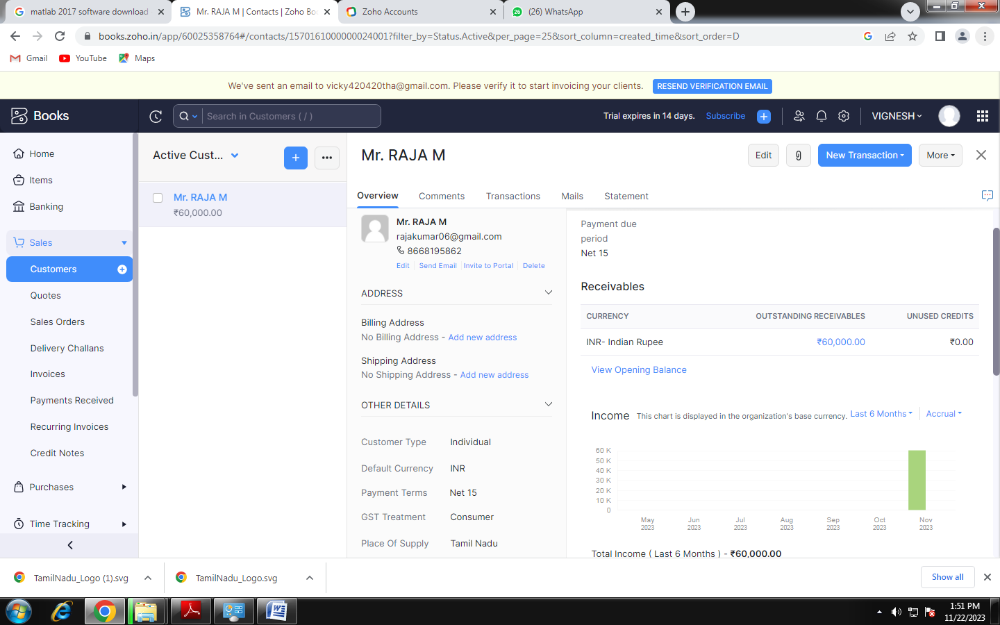 matlab 2017 software download
Mr. RAJA M | Contacts | Zoho Bo
Zoho Accounts
26
(26) WhatsApp
books.zoho.in/app/60025358764#/contacts/1570161000000024001?filter_by=Status.Active&per_page=25&sort_column=created_time&sort_order=D
Gmail
YouTube
Maps
We've sent an email to vicky420420tha@gmail.com. Please verify it to start invoicing your clients.
RESEND VERIFICATION EMAIL
Books
Search in Customers ( / )
Trial expires in 14 days.
Subscribe
VIGNESH
Home
Items
Banking
Sales
Customers
Quotes
Sales Orders
Delivery Challans
Invoices
Payments Received
Recurring Invoices
Credit Notes
Purchases
Time Tracking
Active Cust...
Mr. RAJA M
₹60,000.00
Mr. RAJA M
Edit
New Transaction
More
Overview
Comments
Transactions
Mails
Statement
Mr. RAJA M
rajakumar06@gmail.com
8668195862
Edit
Send Email
Invite to Portal
Delete
ADDRESS
Billing Address
No Billing Address - Add new address
Shipping Address
No Shipping Address - Add new address
OTHER DETAILS
Customer Type Individual
Default Currency INR
Payment Terms Net 15
GST Treatment Consumer
Place Of Supply Tamil Nadu
Payment due
period
Net 15
Receivables
CURRENCY OUTSTANDING RECEIVABLES UNUSED CREDITS
INR- Indian Rupee ₹60,000.00 ₹0.00
View Opening Balance
Income This chart is displayed in the organization's base currency. Last 6 Months Accrual
60 K
50 K
40 K
30 K
20 K
10 K
0
May Jun Jul Aug Sep Oct Nov
2023 2023 2023 2023 2023 2023 2023
Total Income ( Last 6 Months ) - ₹60,000.00
TamilNadu_Logo (1).svg
TamilNadu_Logo.svg
Show all
1:51 PM
11/22/2023